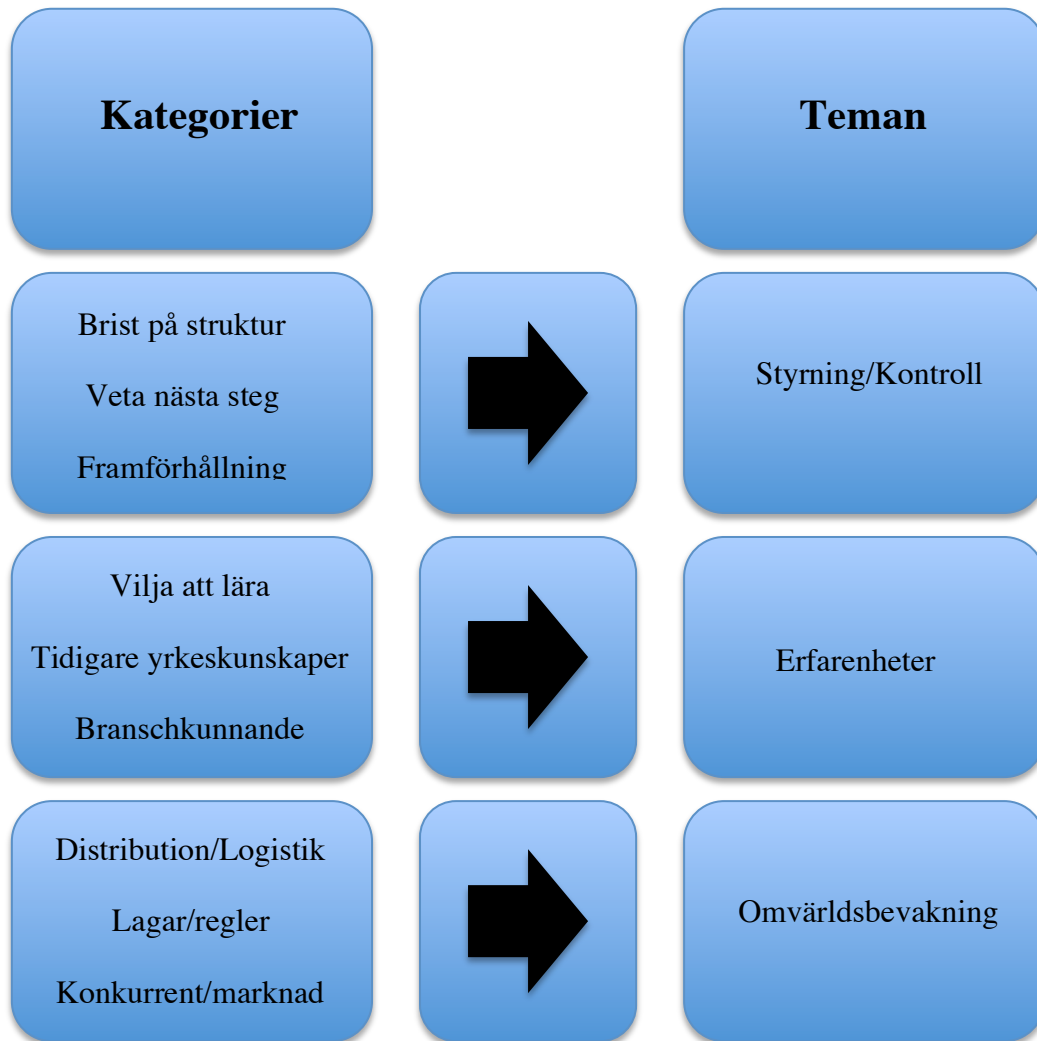 Kategorier
Teman
Brist på struktur
Veta nästa steg
Framförhållning
Styrning/Kontroll
Vilja att lära
Tidigare yrkeskunskaper
Branschkunnande
Erfarenheter
Distribution/Logistik
Lagar/regler
Konkurrent/marknad
Omvärldsbevakning